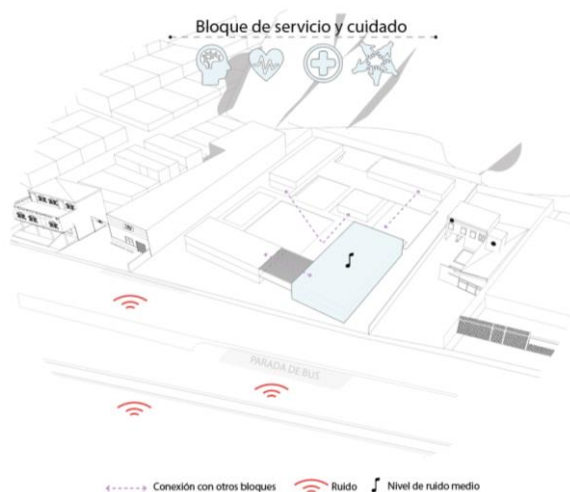 Bloque de servicio y cuidado
PARADA DE BUS
Conexión con otros bloques
Ruido
Nivel de ruido medio